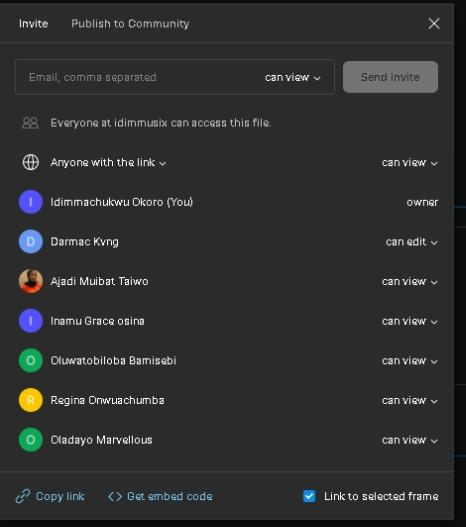 Invite Publish to Community
Email, comma separated can view Send invite
Everyone at idimmusix can access this file.
Anyone with the link can view
I Idimmachukwu Okoro (You) owner
D Darmac Kvng can edit
Ajadi Muibat Taiwo can view
I Inamu Grace osina can view
O Oluwatobiloba Bamisebi can view
R Regina Onwuachumba can view
O Oladayo Marvellous can view
Copy link <> Get embed code Link to selected frame